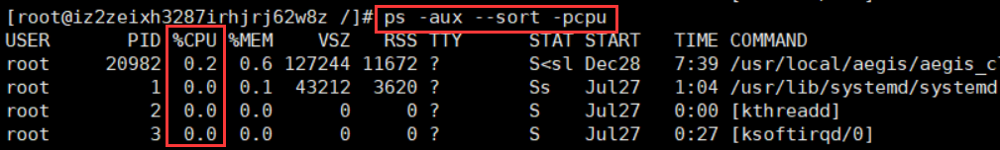 [root@iz2zeixh3287irhjrj62w8z /]# ps -aux --sort -pcpu
USER PID %CPU %MEM VSZ RSS TTY STAT START TIME COMMAND
root 20982 0.2 0.6 127244 11672 ? S<sl Dec28 7:39 /usr/local/aegis/aegis_cl
root 1 0.0 0.1 43212 3620 ? Ss Jul27 1:04 /usr/lib/systemd/systemd
root 2 0.0 0.0 0 0 ? S Jul27 0:00 [kthreadd]
root 3 0.0 0.0 0 0 ? S Jul27 0:27 [ksoftirqd/0]